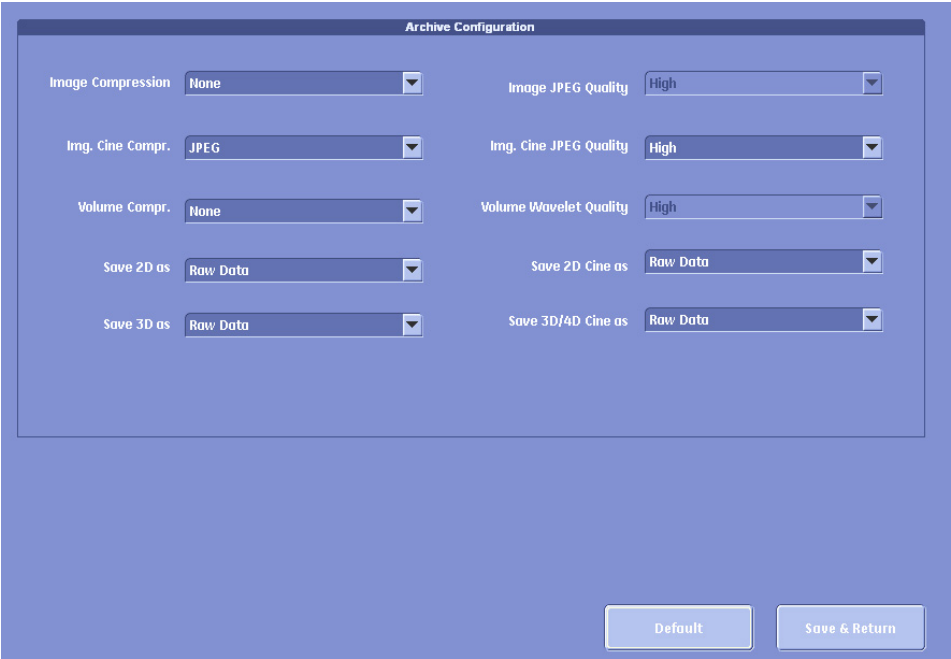 Archive Configuration
Image Compression None Image JPEG Quality High
Img. Cine Compr. JPEG Img. Cine JPEG Quality High
Volume Compr. None Volume Wavelet Quality High
Save 2D as Raw Data Save 2D Cine as Raw Data
Save 3D as Raw Data Save 3D/4D Cine as Raw Data
Default Save & Return